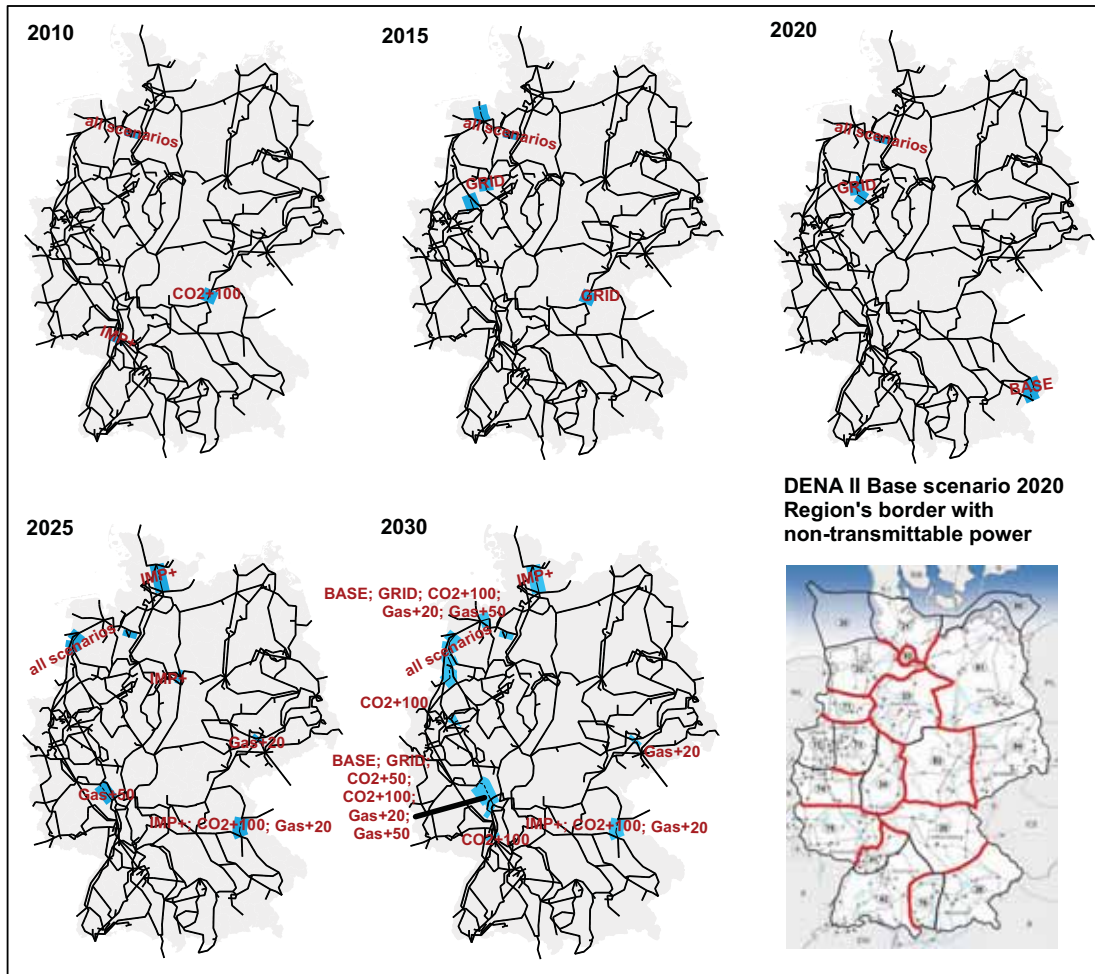 2010
all scenarios
CO2+100
IMP+
2015
all scenarios
GRID
GRID
2020
all scenarios
GRID
BASE
2025
IMP+
all scenarios
IMP+
Gas+20
Gas+50
IMP+; CO2+100; Gas+20
2030
IMP+
BASE; GRID; CO2+100;
Gas+20; Gas+50
all scenarios
CO2+100
Gas+20
BASE; GRID;
CO2+50;
CO2+100;
Gas+20;
Gas+50
IMP+; CO2+100; Gas+20
CO2+100
DENA II Base scenario 2020
Region's border with
non-transmittable power